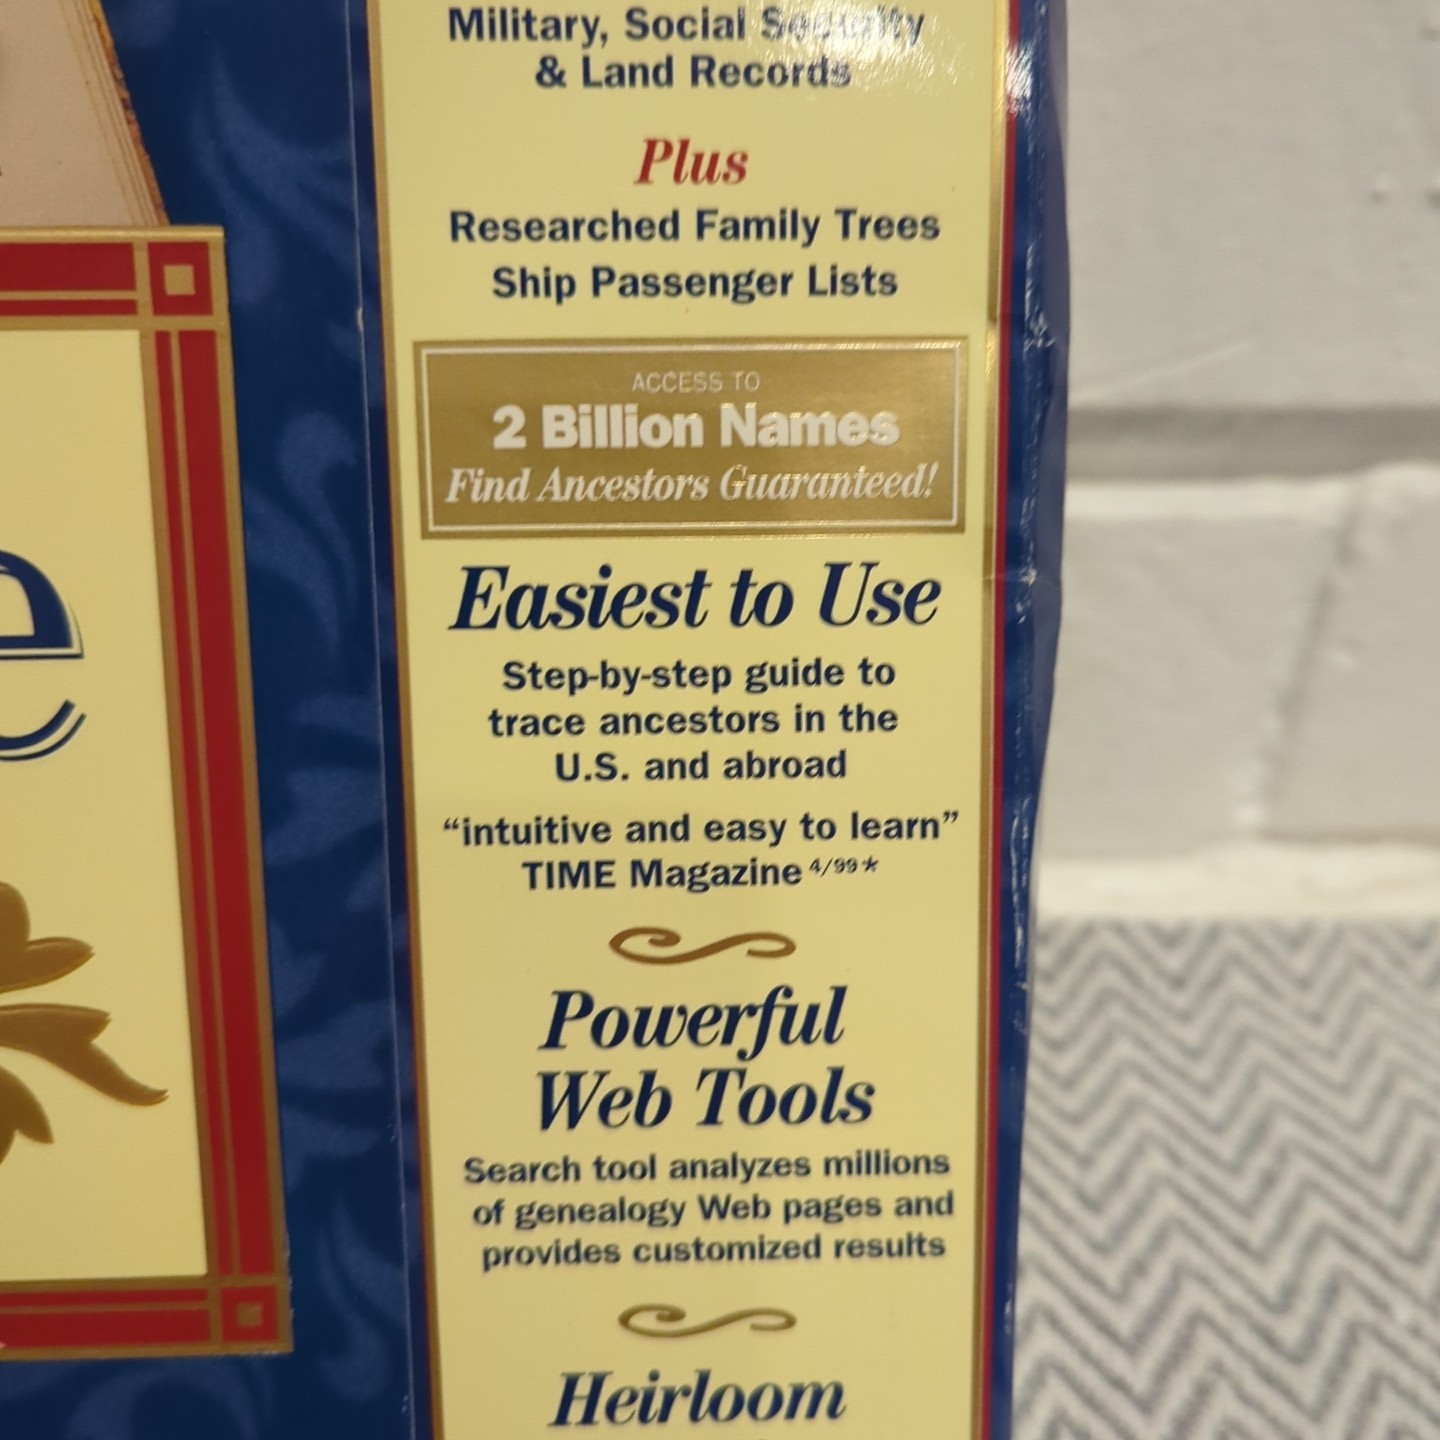 Military, Social Security
& Land Records
Plus
Researched Family Trees
Ship Passenger Lists
ACCESS TO
2 Billion Names
Find Ancestors Guaranteed!
Easiest to Use
Step-by-step guide to
trace ancestors in the
U.S. and abroad
“intuitive and easy to learn”
TIME Magazine 4/99*
Powerful
Web Tools
Search tool analyzes millions
of genealogy Web pages and
provides customized results
Heirloom
e